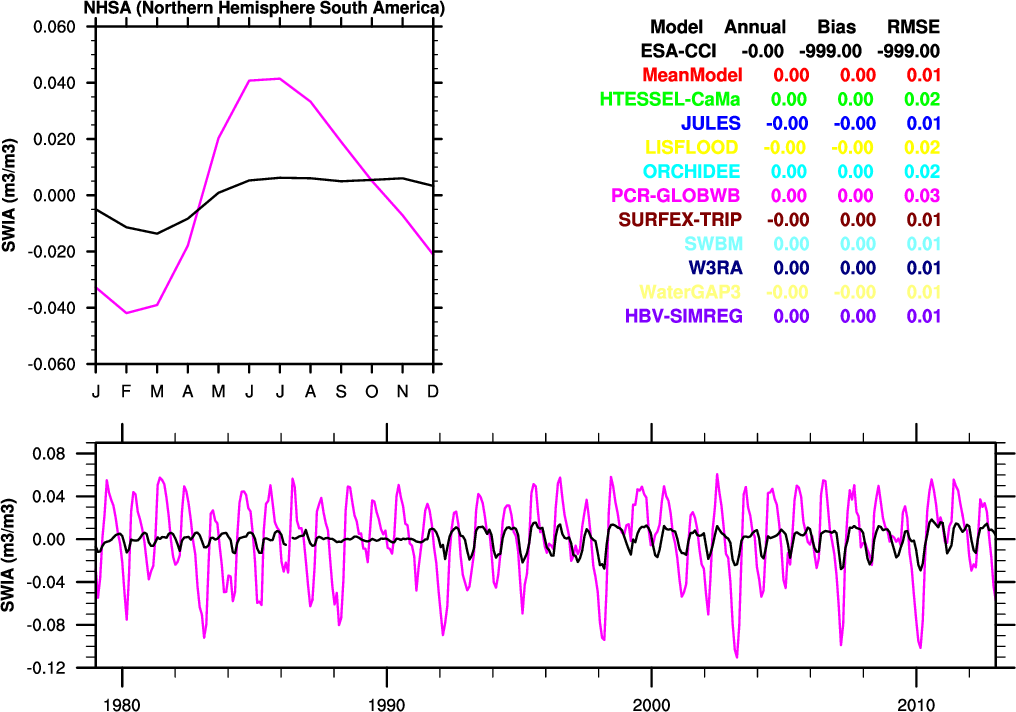 NHSA (Northern Hemisphere South America)
0.060
0.040
0.020
0.000
-0.020
-0.040
-0.060
SWIA (m3/m3)
J F M A M J J A S O N D
Model Annual Bias RMSE
ESA-CCI -0.00 -999.00 -999.00
MeanModel 0.00 0.00 0.01
HTESSEL-CaMa 0.00 0.00 0.02
JULES -0.00 -0.00 0.01
LISFLOOD -0.00 -0.00 0.02
ORCHIDEE 0.00 0.00 0.02
PCR-GLOBWB 0.00 0.00 0.03
SURFEX-TRIP -0.00 0.00 0.01
SWBM 0.00 0.00 0.01
W3RA 0.00 0.00 0.01
WaterGAP3 -0.00 -0.00 0.01
HBV-SIMREG 0.00 0.00 0.01
0.08
0.04
0.00
-0.04
-0.08
-0.12
SWIA (m3/m3)
1980 1990 2000 2010